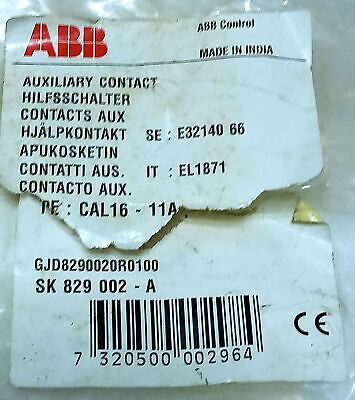 ABB
ABB Control
MADE IN INDIA
AUXILIARY CONTACT
HILFSSCHALTER
CONTACTS AUX
HJÄLPKONTAKT SE : E32140 66
APUKOSKETIN
CONTATTI AUS. IT : EL1871
CONTACTO AUX.
PE : CAL16 - 11A
GJD8290020R0100
SK 829 002 - A
CE
7 320500 002964